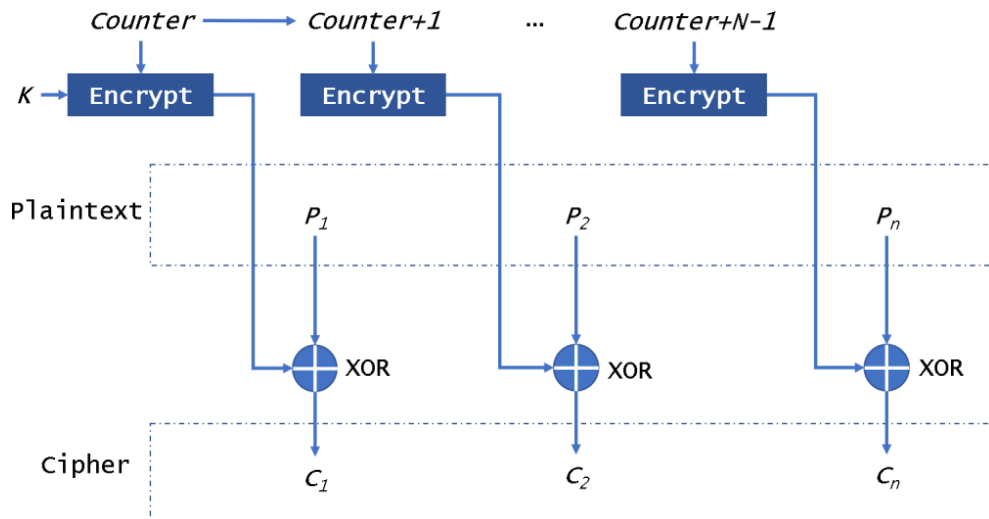 Counter Counter+1 ... Counter+N-1
K Encrypt Encrypt Encrypt
Plaintext P1 P2 Pn
XOR XOR XOR
Cipher C1 C2 Cn